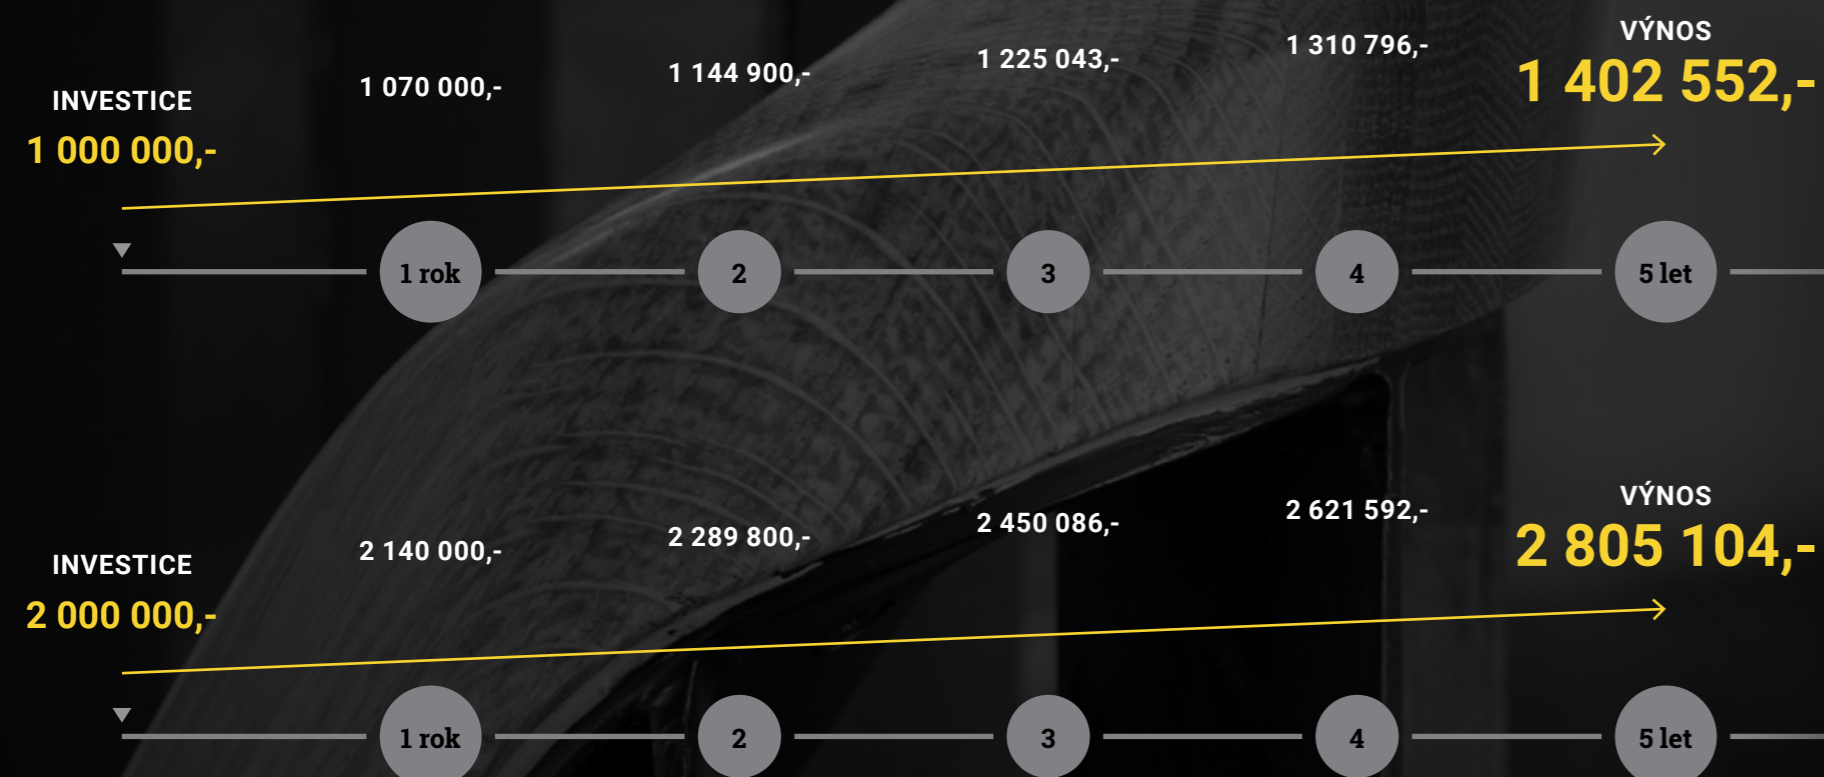 INVESTICE
1 000 000,-
1 070 000,-
1 144 900,-
1 225 043,-
1 310 796,-
VÝNOS
1 402 552,-
1 rok
2
3
4
5 let
INVESTICE
2 000 000,-
2 140 000,-
2 289 800,-
2 450 086,-
2 621 592,-
VÝNOS
2 805 104,-
1 rok
2
3
4
5 let